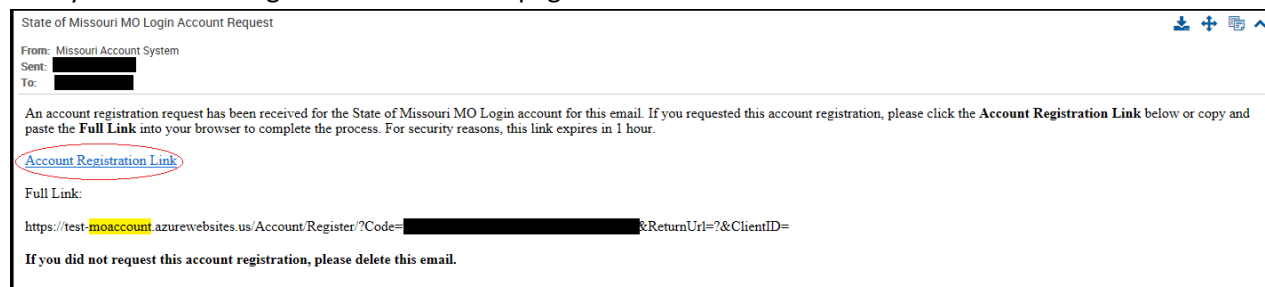 State of Missouri MO Login Account Request
From: Missouri Account System
Sent:
To:
An account registration request has been received for the State of Missouri MO Login account for this email. If you requested this account registration, please click the Account Registration Link below or copy and
paste the Full Link into your browser to complete the process. For security reasons, this link expires in 1 hour.
Account Registration Link
Full Link:
https://test-moaccount.azurewebsites.us/Account/Register/?Code= &ReturnUrl=?&ClientID=
If you did not request this account registration, please delete this email.